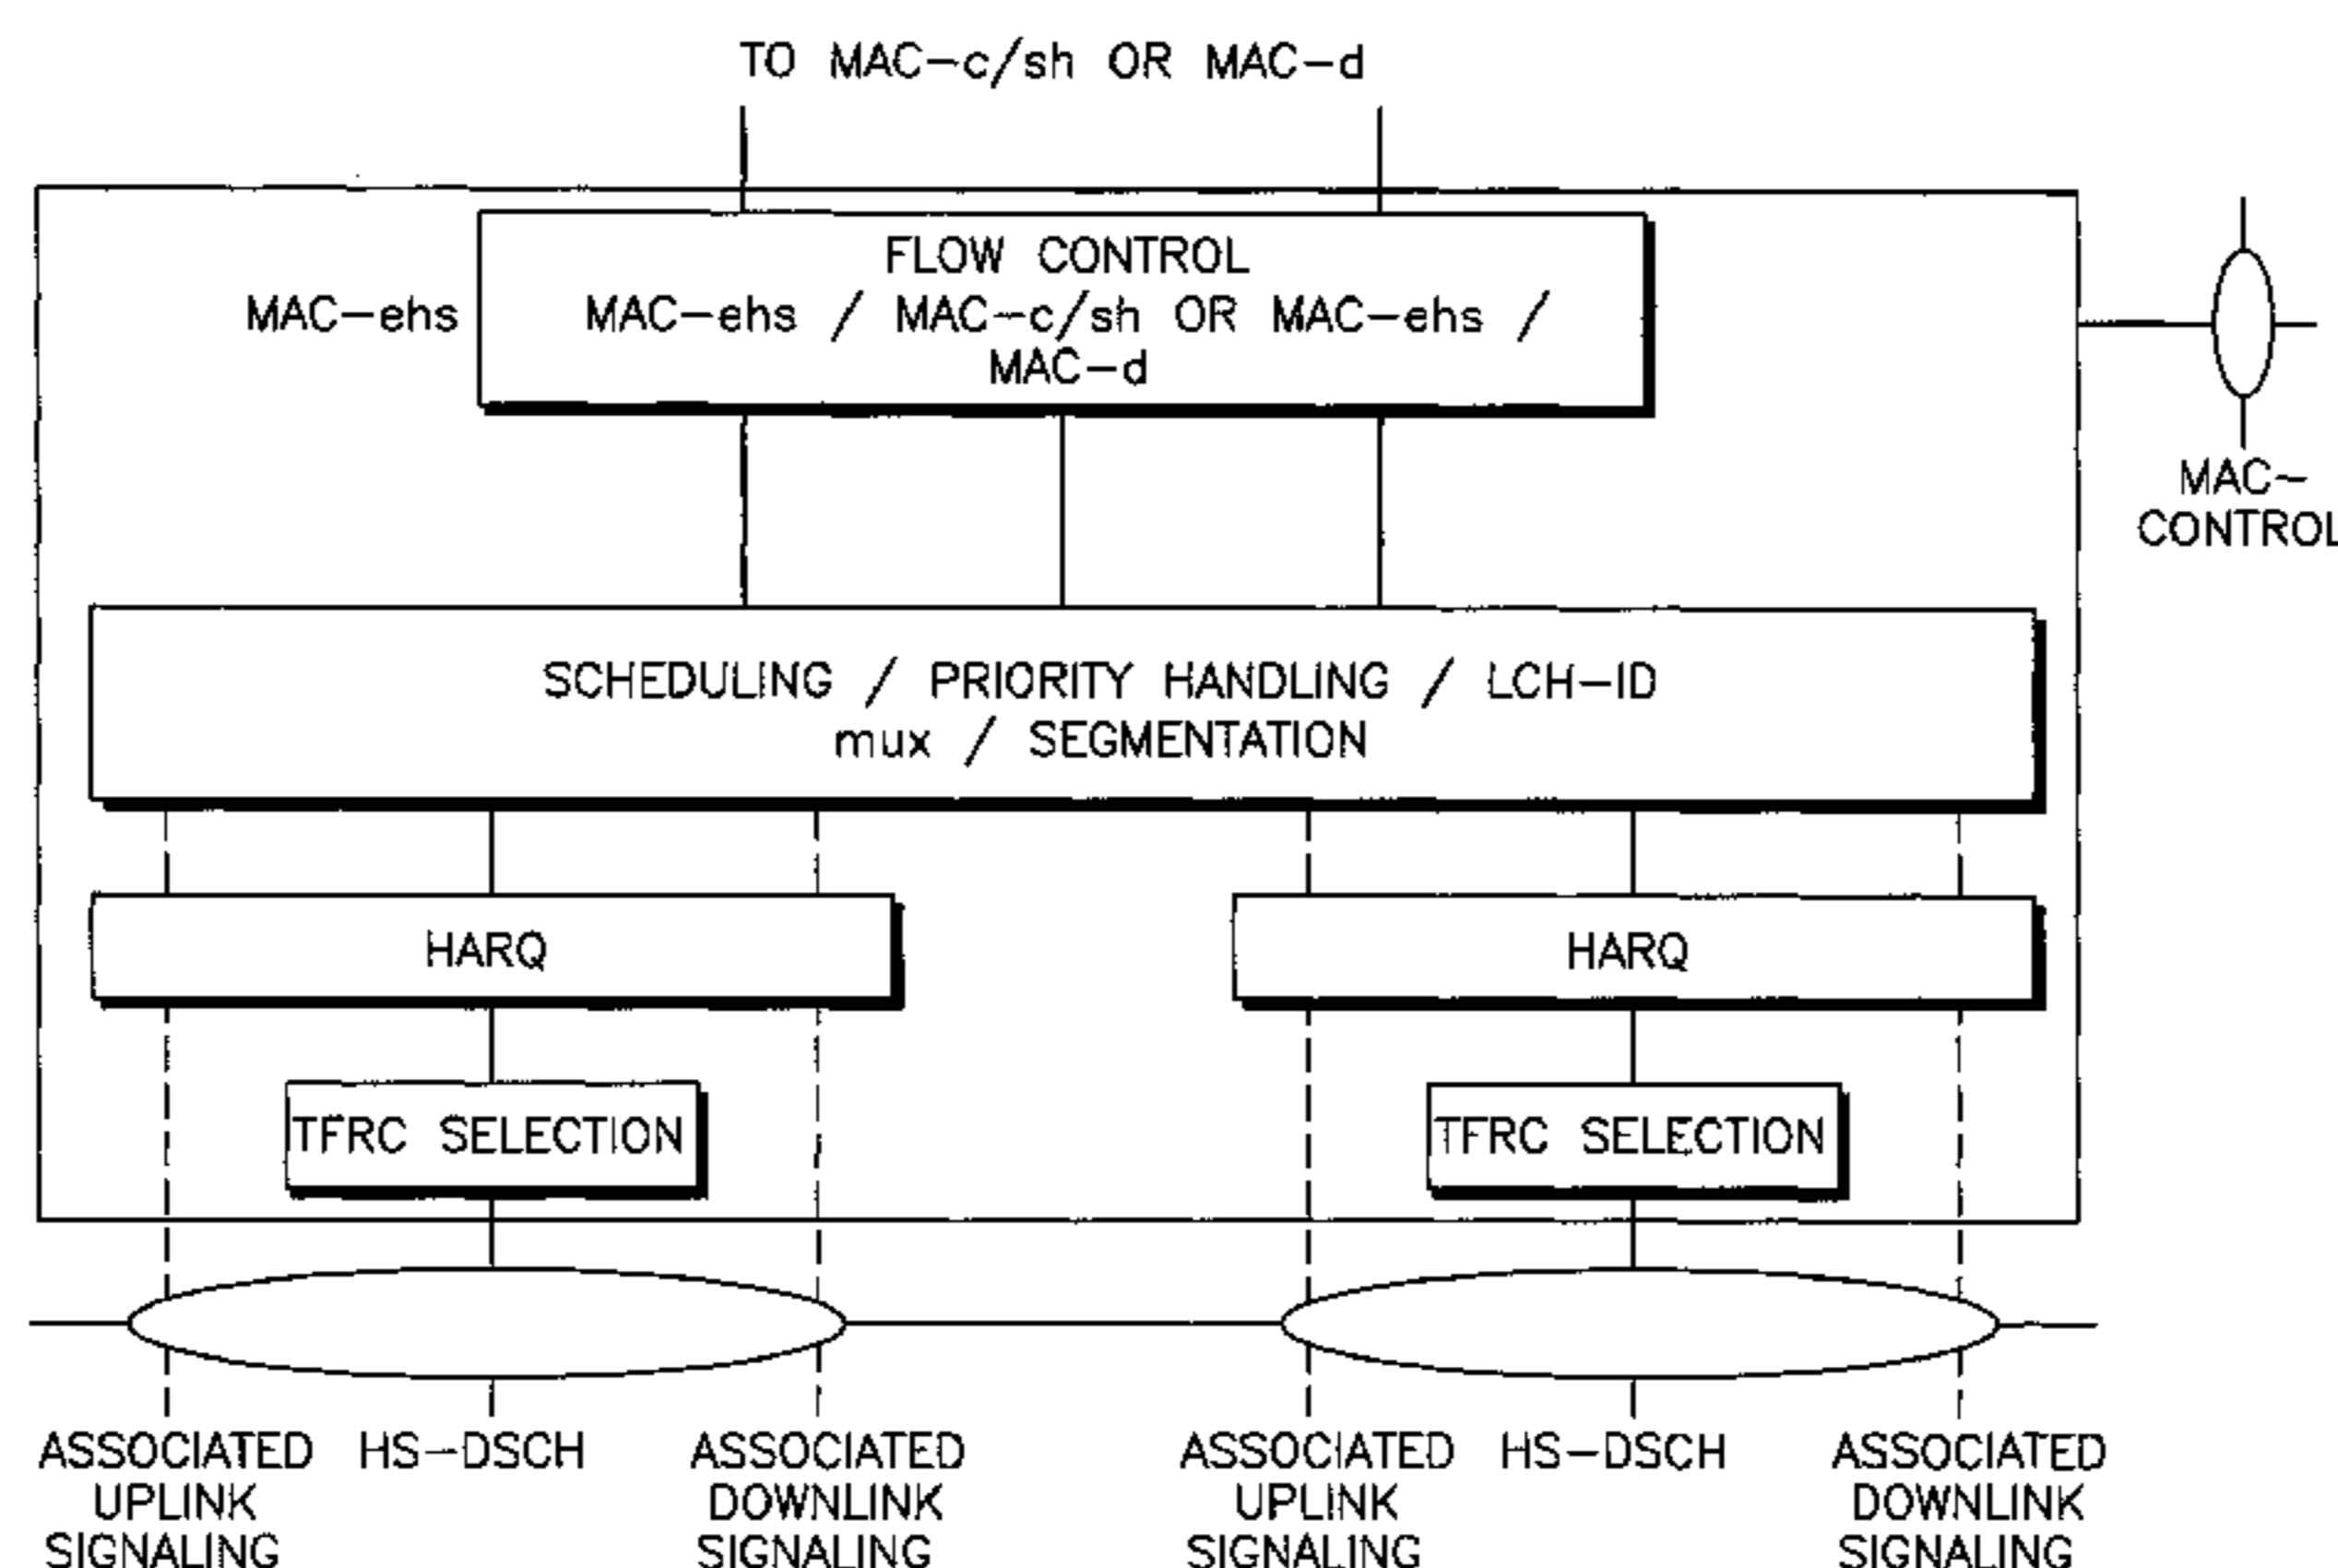 TO MAC-c/sh OR MAC-d
FLOW CONTROL
MAC-ehs
MAC-ehs / MAC-c/sh OR MAC-ehs /
MAC-d
MAC-
CONTROL
SCHEDULING / PRIORITY HANDLING / LCH-ID
mux / SEGMENTATION
HARQ
HARQ
TFRC SELECTION
TFRC SELECTION
ASSOCIATED
UPLINK
SIGNALING
HS-DSCH
ASSOCIATED
DOWNLINK
SIGNALING
ASSOCIATED
UPLINK
SIGNALING
HS-DSCH
ASSOCIATED
DOWNLINK
SIGNALING